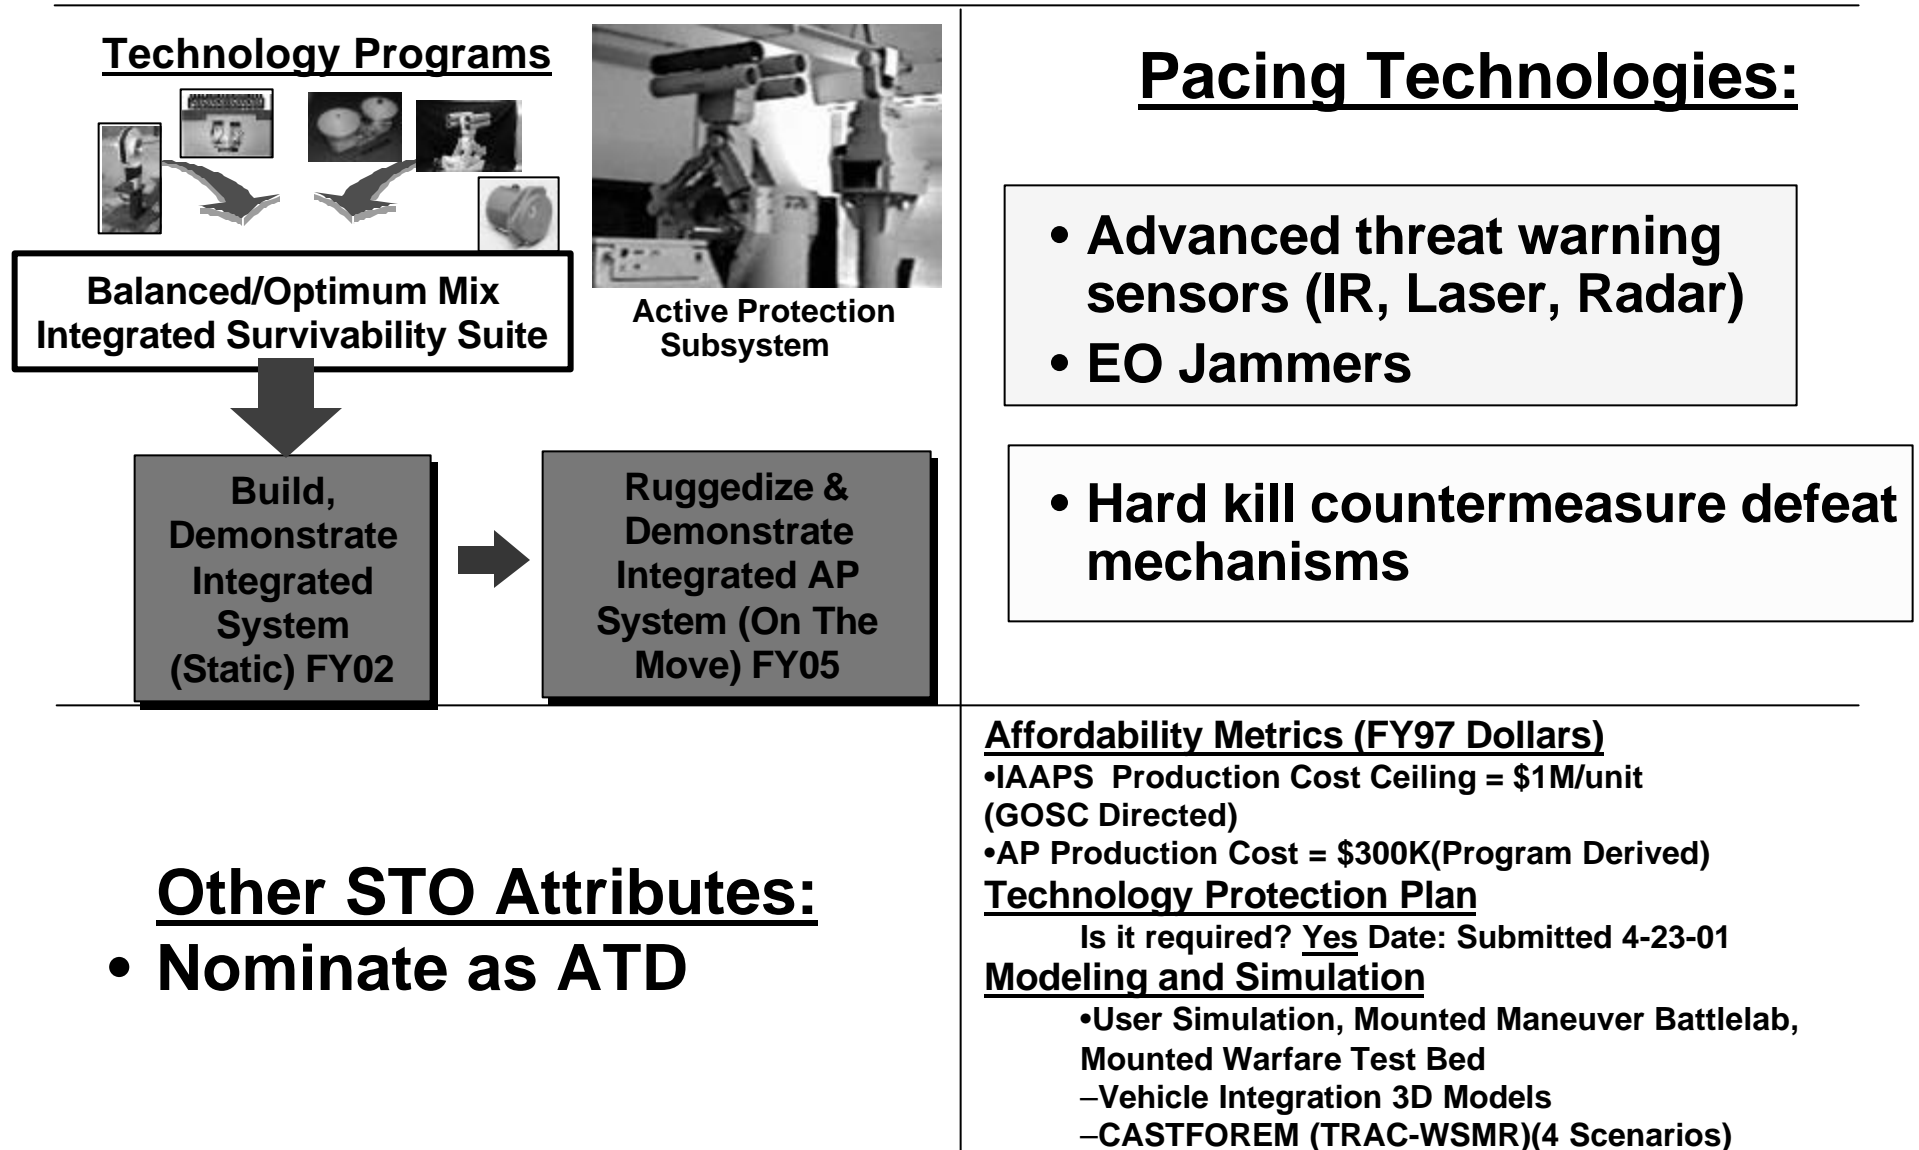 Technology Programs
Balanced/Optimum Mix
Integrated Survivability Suite
Active Protection
Subsystem
Build,
Demonstrate
Integrated
System
(Static) FY02
Ruggedize &
Demonstrate
Integrated AP
System (On The
Move) FY05
Pacing Technologies:
• Advanced threat warning
sensors (IR, Laser, Radar)
• EO Jammers
• Hard kill countermeasure defeat
mechanisms
Other STO Attributes:
• Nominate as ATD
Affordability Metrics (FY97 Dollars)
•IAAPS Production Cost Ceiling = $1M/unit
(GOSC Directed)
•AP Production Cost = $300K(Program Derived)
Technology Protection Plan
Is it required? Yes Date: Submitted 4-23-01
Modeling and Simulation
•User Simulation, Mounted Maneuver Battlelab,
Mounted Warfare Test Bed
–Vehicle Integration 3D Models
–CASTFOREM (TRAC-WSMR)(4 Scenarios)